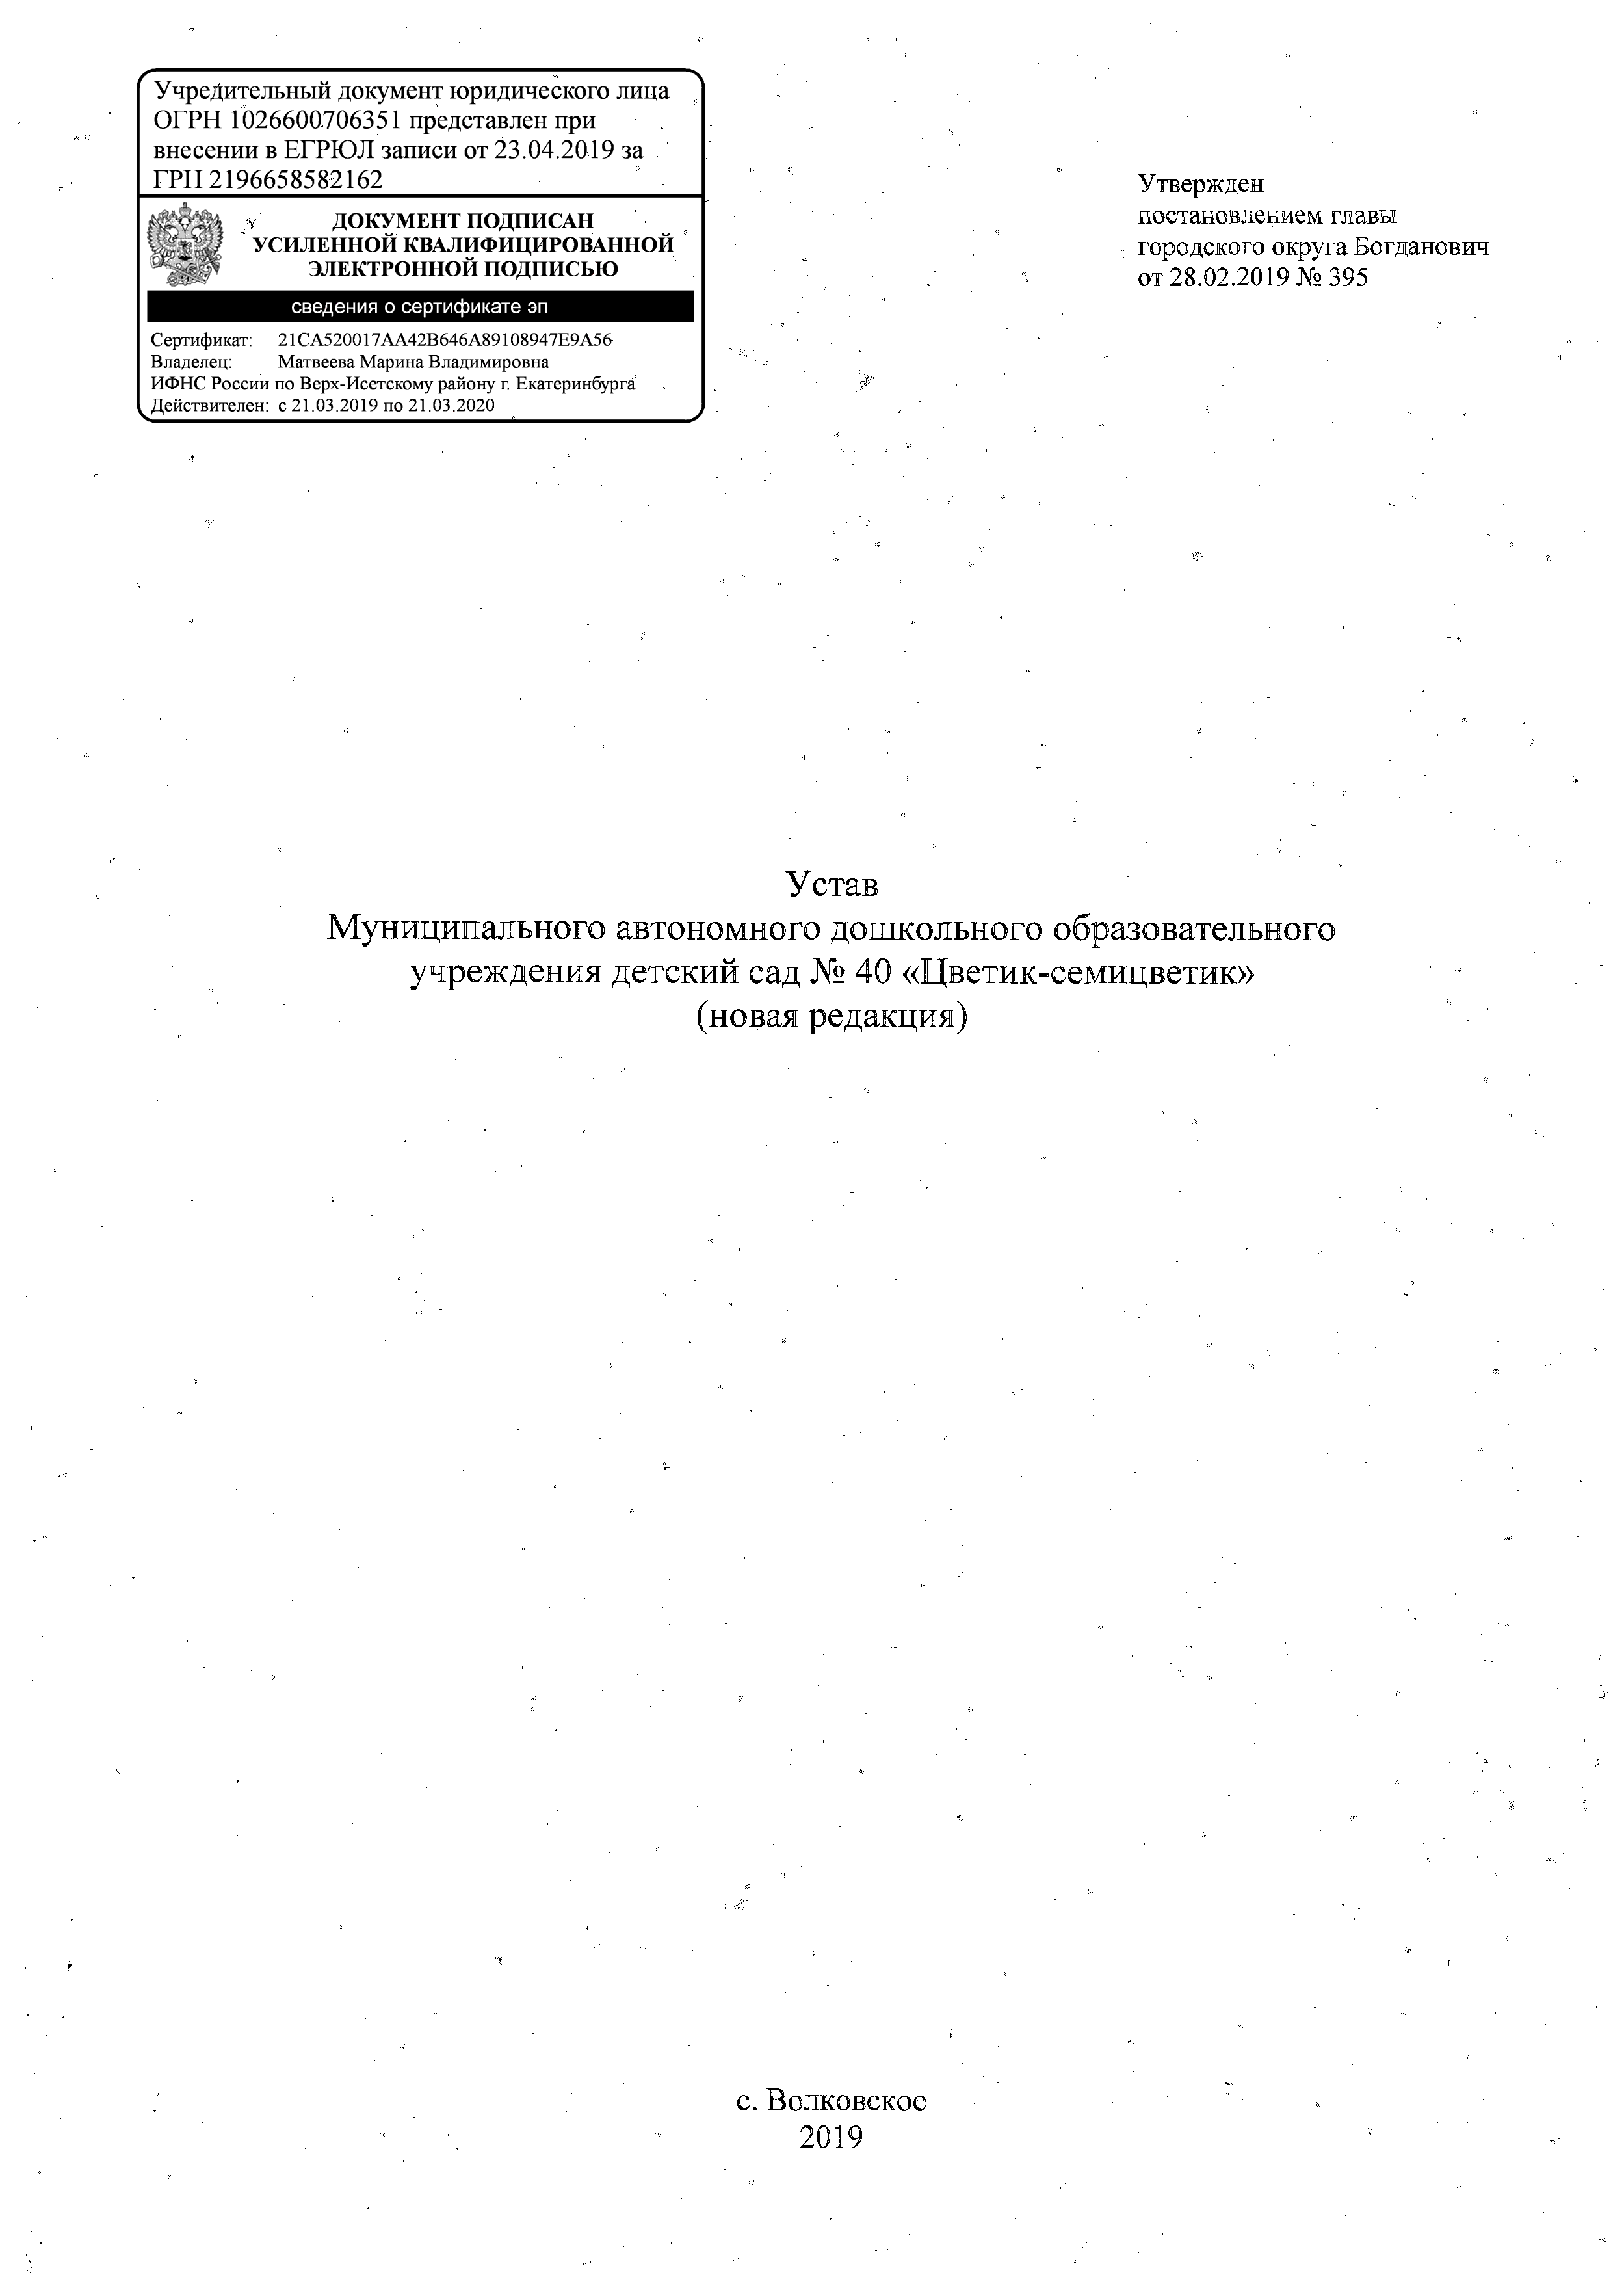 Учредительный документ юридического лица
ОГРН 1026600706351 представлен при
внесении в ЕГРЮЛ записи от 23.04.2019 за
ГРН 2196658582162
ДОКУМЕНТ ПОДПИСАН
УСИЛЕННОЙ КВАЛИФИЦИРОВАННОЙ
ЭЛЕКТРОННОЙ ПОДПИСЬЮ
сведения о сертификате эп
Сертификат: 21CA520017AA42B646A89108947E9A56
Владелец: Матвеева Марина Владимировна
ИФНС России по Верх-Исетскому району г. Екатеринбурга
Действителен: с 21.03.2019 по 21.03.2020
Утвержден
постановлением главы
городского округа Богданович
от 28.02.2019 № 395
Устав
Муниципального автономного дошкольного образовательного
учреждения детский сад № 40 «Цветик-семицветик»
(новая редакция)
с. Волковское
2019